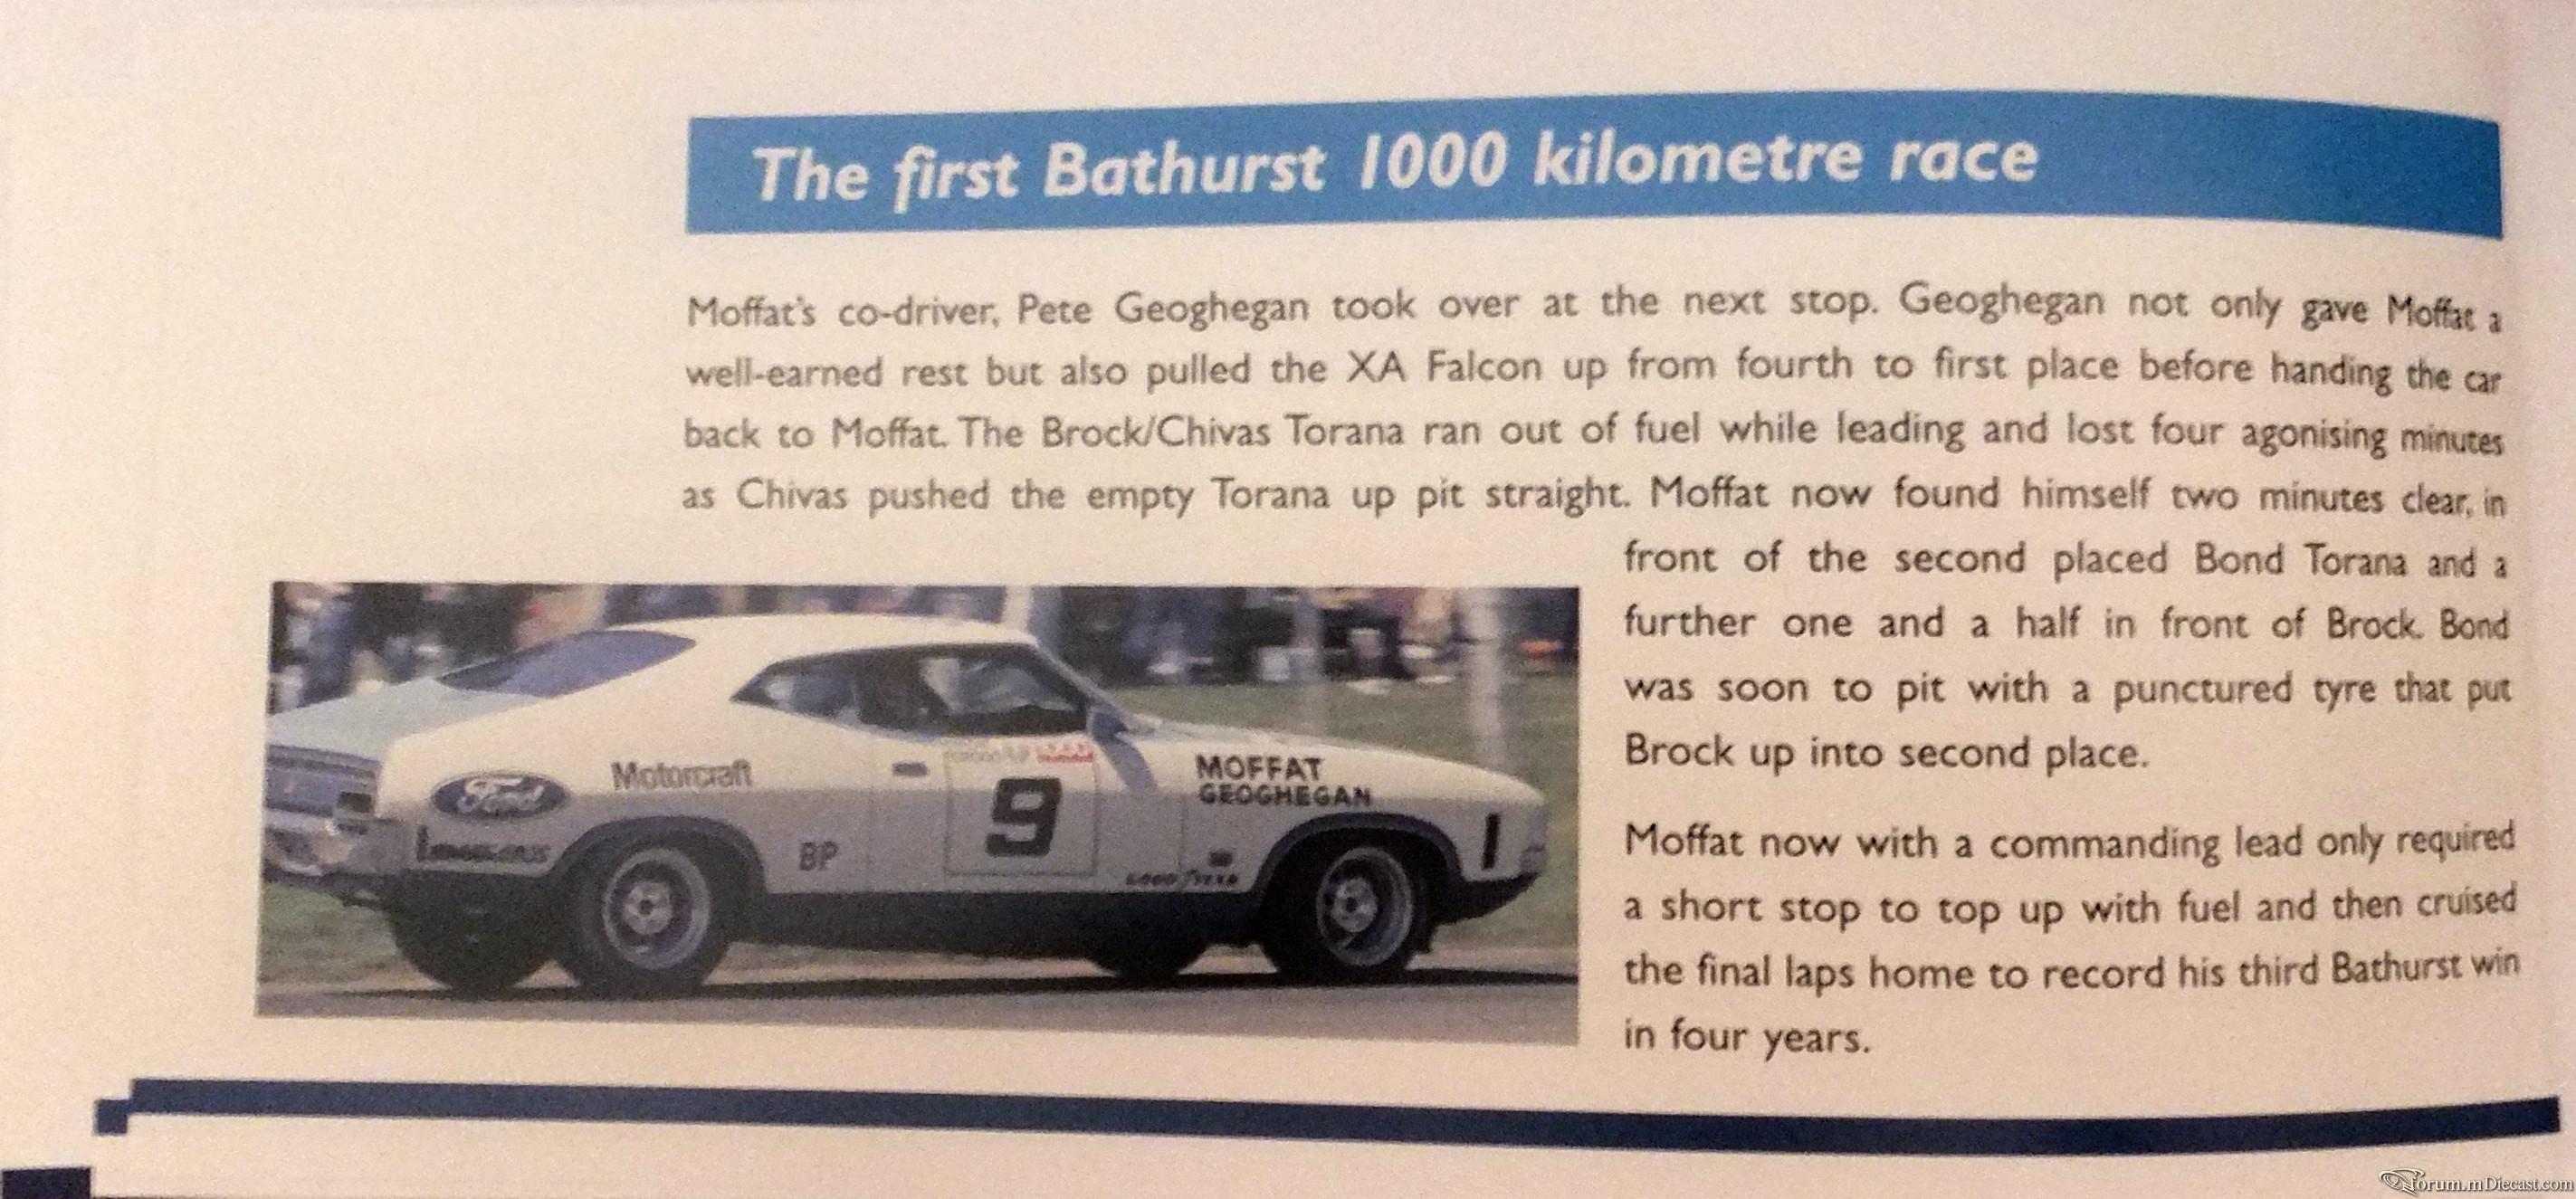 The first Bathurst 1000 kilometre race
Moffat's co-driver, Pete Geoghegan took over at the next stop. Geoghegan not only gave Moffat a
well-earned rest but also pulled the XA Falcon up from fourth to first place before handing the car
back to Moffat. The Brock/Chivas Torana ran out of fuel while leading and lost four agonising minutes
as Chivas pushed the empty Torana up pit straight. Moffat now found himself two minutes clear, in
front of the second placed Bond Torana and a
further one and a half in front of Brock. Bond
was soon to pit with a punctured tyre that put
Brock up into second place.
Moffat now with a commanding lead only required
a short stop to top up with fuel and then cruised
the final laps home to record his third Bathurst win
in four years.
Ford
Motorcraft
BP
9
MOFFAT
GEOGHEGAN
GOOD YEAR
1
forum.mDiecast.com